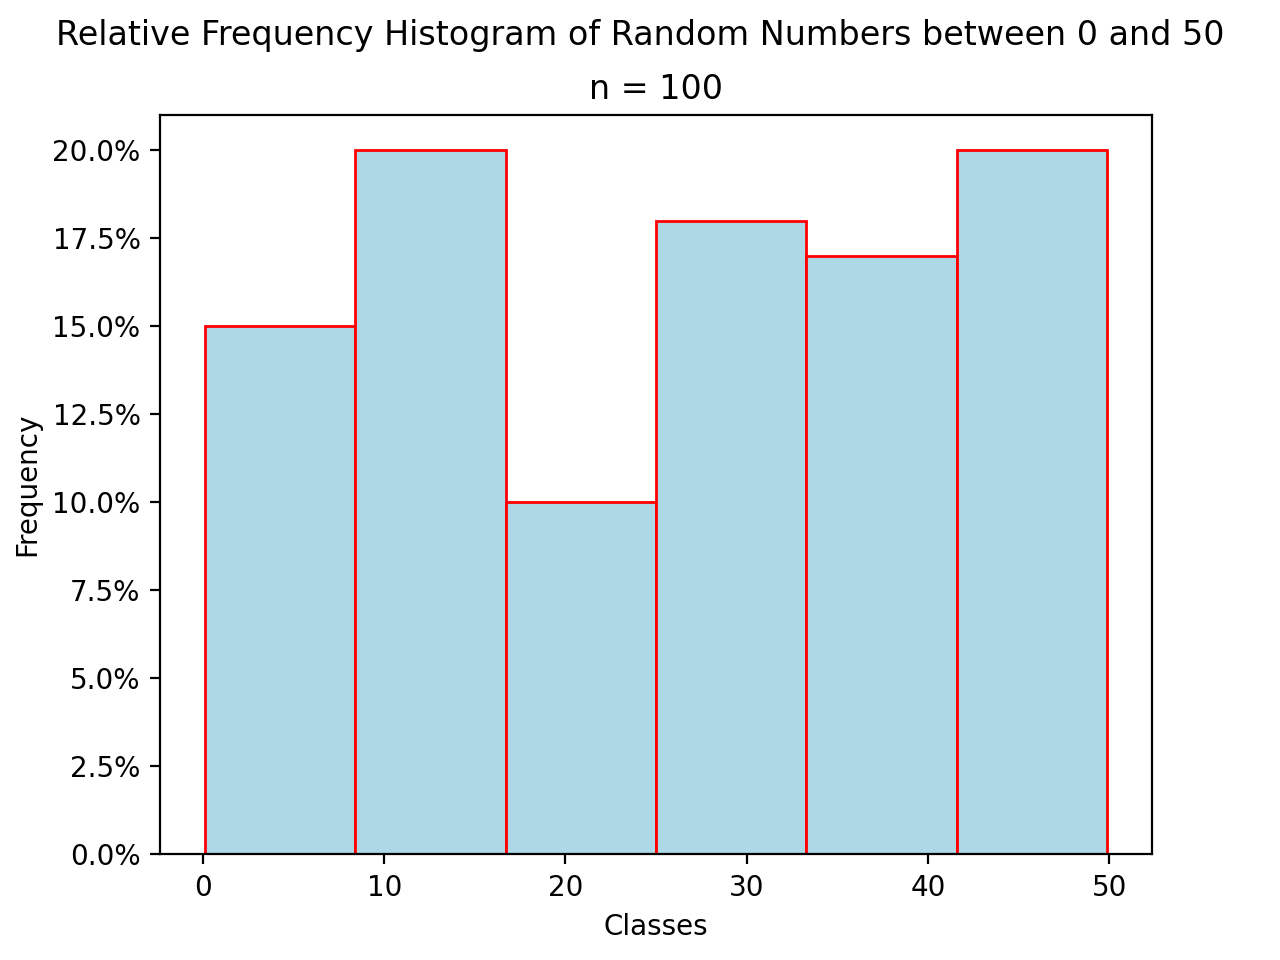 Relative Frequency Histogram of Random Numbers between 0 and 50
n = 100
20.0%
17.5%
15.0%
12.5%
10.0%
7.5%
5.0%
2.5%
0.0%
Frequency
0 10 20 30 40 50
Classes